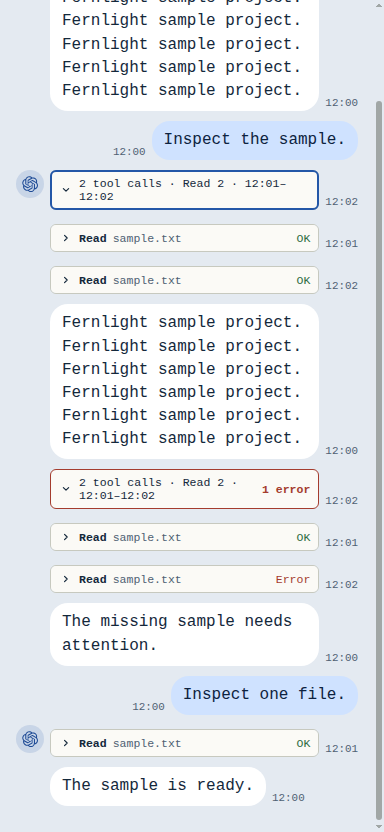 Fernlight sample project.
Fernlight sample project.
Fernlight sample project.
Fernlight sample project.
Fernlight sample project.
12:00
Inspect the sample.
12:00
2 tool calls · Read 2 · 12:01–
12:02
12:02
Read sample.txt OK
12:01
Read sample.txt OK
12:02
Fernlight sample project.
Fernlight sample project.
Fernlight sample project.
Fernlight sample project.
Fernlight sample project.
Fernlight sample project.
12:00
2 tool calls · Read 2 ·
12:01–12:02
1 error
12:02
Read sample.txt OK
12:01
Read sample.txt Error
12:02
The missing sample needs
attention.
12:00
Inspect one file.
12:00
Read sample.txt OK
12:01
The sample is ready.
12:00